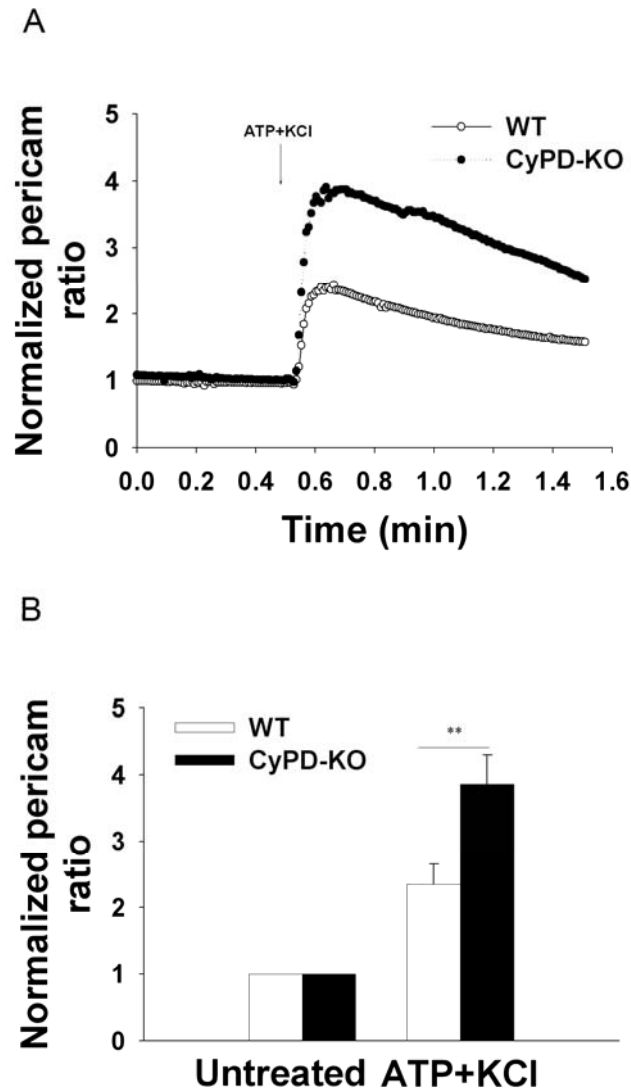 A
Normalized pericam
ratio
5
4
3
2
1
0
ATP+KCl
WT
CyPD-KO
0.0 0.2 0.4 0.6 0.8 1.0 1.2 1.4 1.6
Time (min)
B
Normalized pericam
ratio
5
4
3
2
1
0
WT
CyPD-KO
**
Untreated ATP+KCl